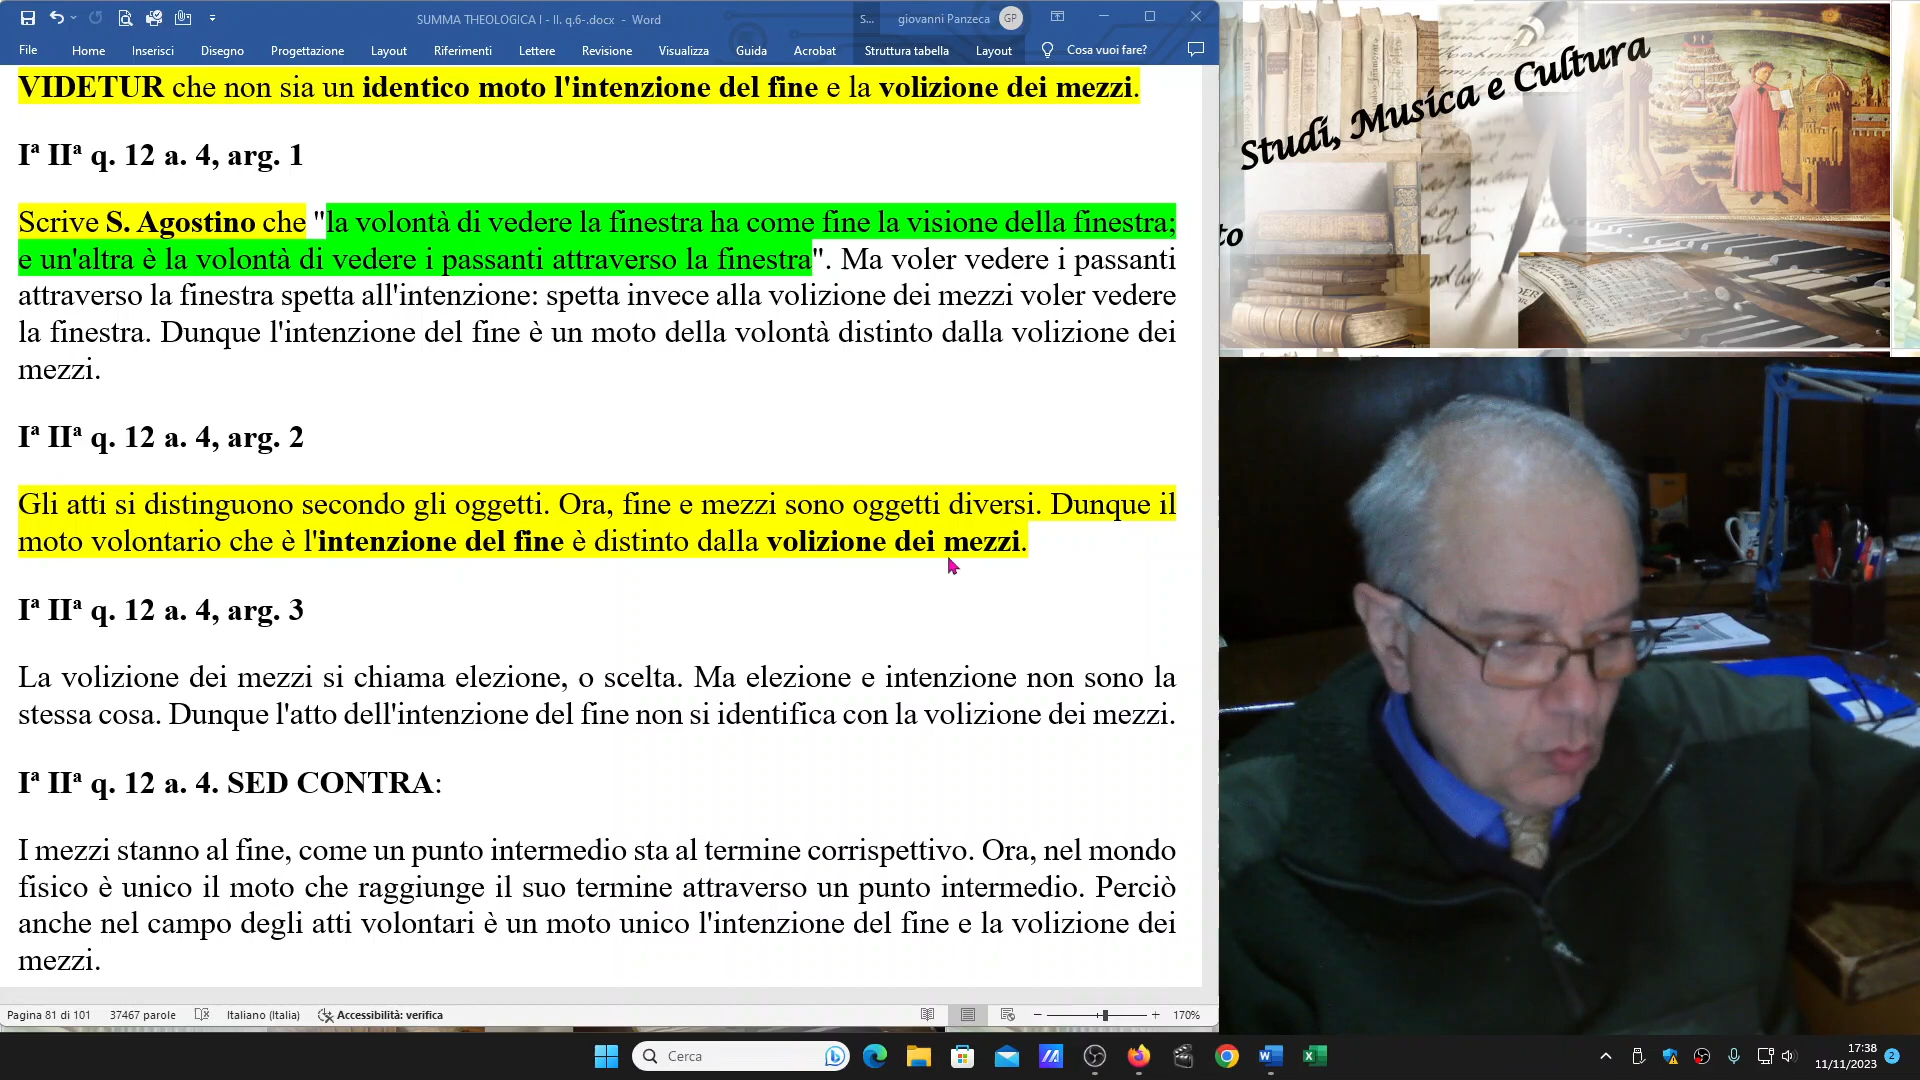 SUMMA THEOLOGICA I - II. q.6-.docx - Word
S...
giovanni Panzeca
GP
File Home Inserisci Disegno Progettazione Layout Riferimenti Lettere Revisione Visualizza Guida Acrobat Struttura tabella Layout Cosa vuoi fare?
VIDETUR che non sia un identico moto l'intenzione del fine e la volizione dei mezzi.
Iª IIª q. 12 a. 4, arg. 1
Scrive S. Agostino che "la volontà di vedere la finestra ha come fine la visione della finestra;
e un'altra è la volontà di vedere i passanti attraverso la finestra". Ma voler vedere i passanti
attraverso la finestra spetta all'intenzione: spetta invece alla volizione dei mezzi voler vedere
la finestra. Dunque l'intenzione del fine è un moto della volontà distinto dalla volizione dei
mezzi.
Iª IIª q. 12 a. 4, arg. 2
Gli atti si distinguono secondo gli oggetti. Ora, fine e mezzi sono oggetti diversi. Dunque il
moto volontario che è l'intenzione del fine è distinto dalla volizione dei mezzi.
Iª IIª q. 12 a. 4, arg. 3
La volizione dei mezzi si chiama elezione, o scelta. Ma elezione e intenzione non sono la
stessa cosa. Dunque l'atto dell'intenzione del fine non si identifica con la volizione dei mezzi.
Iª IIª q. 12 a. 4. SED CONTRA:
I mezzi stanno al fine, come un punto intermedio sta al termine corrispettivo. Ora, nel mondo
fisico è unico il moto che raggiunge il suo termine attraverso un punto intermedio. Perciò
anche nel campo degli atti volontari è un moto unico l'intenzione del fine e la volizione dei
mezzi.
Pagina 81 di 101 37467 parole Italiano (Italia) Accessibilità: verifica 170%
Studi, Musica e Cultura
to
Cerca
17:38
11/11/2023
2